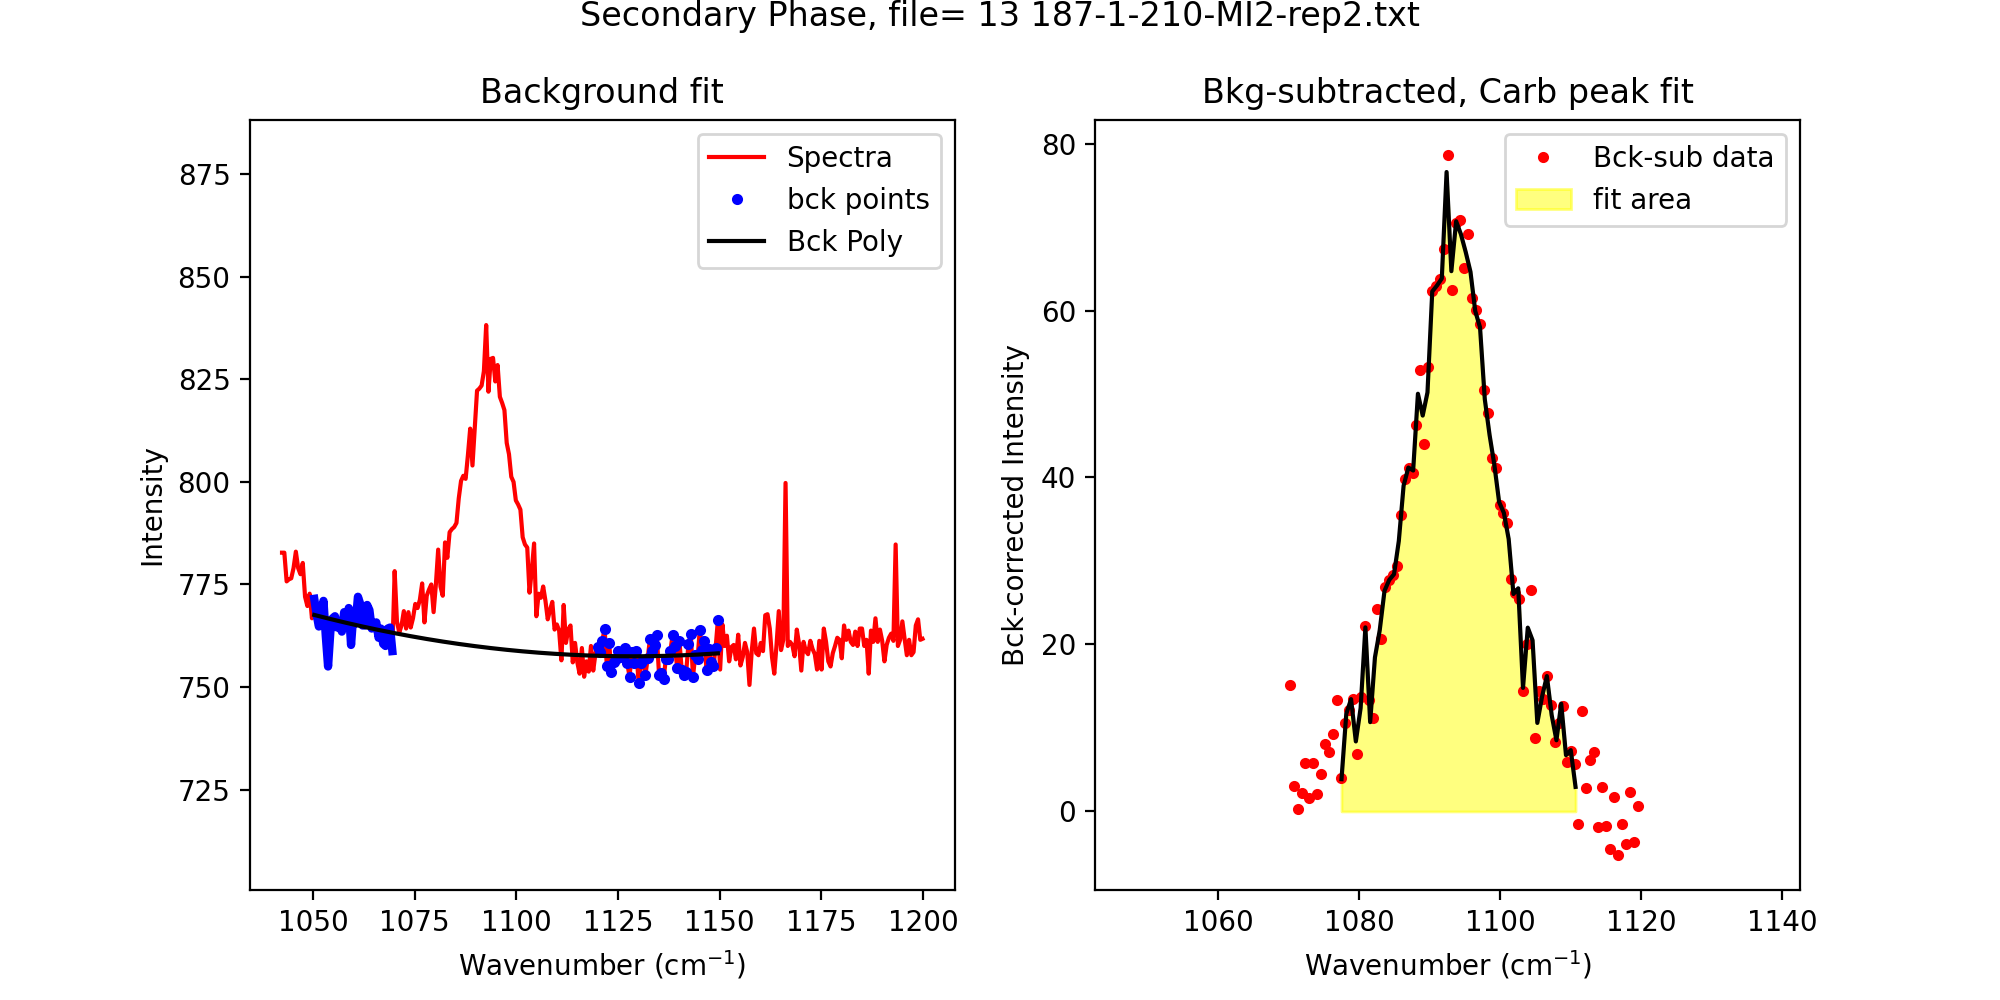 Secondary Phase, file= 13 187-1-210-MI2-rep2.txt
Background fit
875
850
825
800
775
750
725
Intensity
Spectra
bck points
Bck Poly
1050 1075 1100 1125 1150 1175 1200
Wavenumber (cm⁻¹)
Bkg-subtracted, Carb peak fit
80
60
40
20
0
Bck-corrected Intensity
Bck-sub data
fit area
1060 1080 1100 1120 1140
Wavenumber (cm⁻¹)